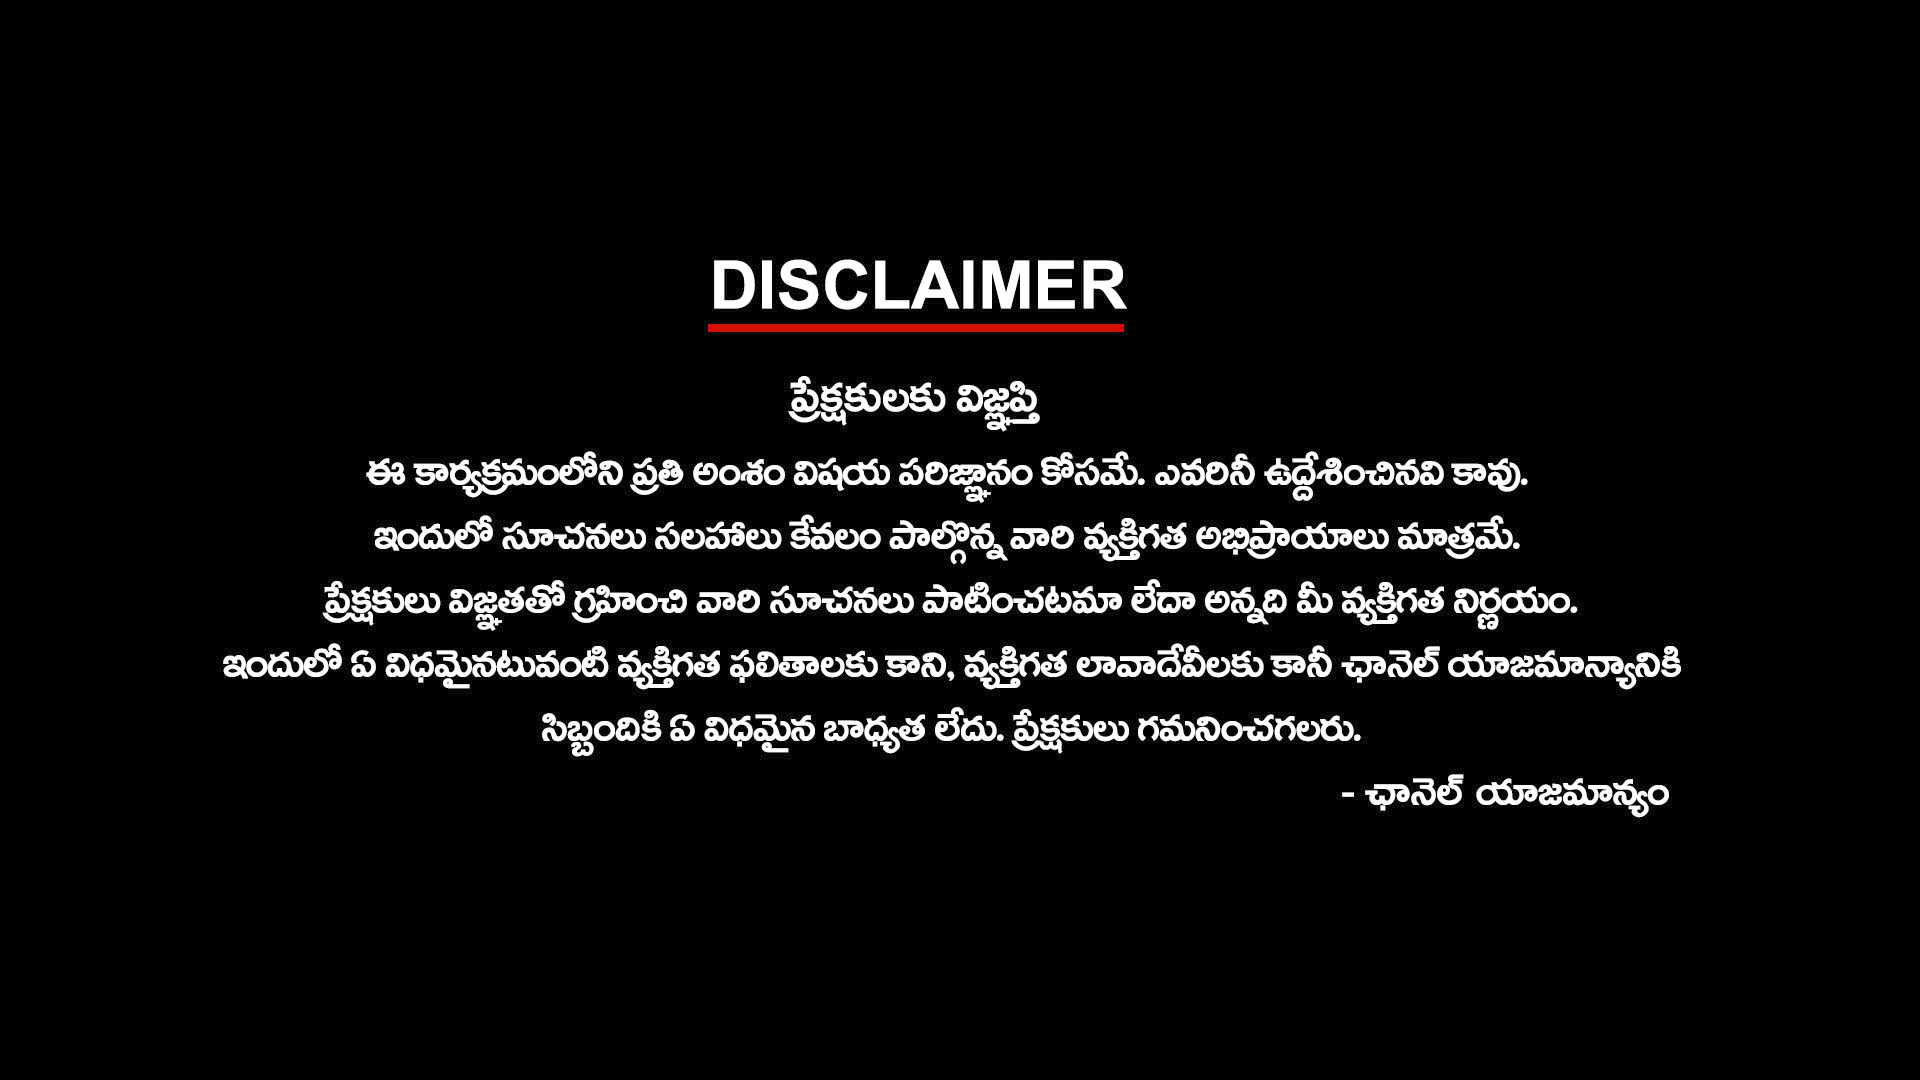 DISCLAIMER
ప్రేక్షకులకు విజ్ఞప్తి
ఈ కార్యక్రమంలోని ప్రతి అంశం విషయ పరిజ్ఞానం కోసమే. ఎవరినీ ఉద్దేశించినవి కావు.
ఇందులో సూచనలు సలహాలు కేవలం పాల్గొన్న వారి వ్యక్తిగత అభిప్రాయాలు మాత్రమే.
ప్రేక్షకులు విజ్ఞతతో గ్రహించి వారి సూచనలు పాటించటమా లేదా అన్నది మీ వ్యక్తిగత నిర్ణయం.
ఇందులో ఏ విధమైనటువంటి వ్యక్తిగత ఫలితాలకు కాని, వ్యక్తిగత లావాదేవీలకు కానీ ఛానెల్ యాజమాన్యానికి
సిబ్బందికి ఏ విధమైన బాధ్యత లేదు. ప్రేక్షకులు గమనించగలరు.
- ఛానెల్ యాజమాన్యం